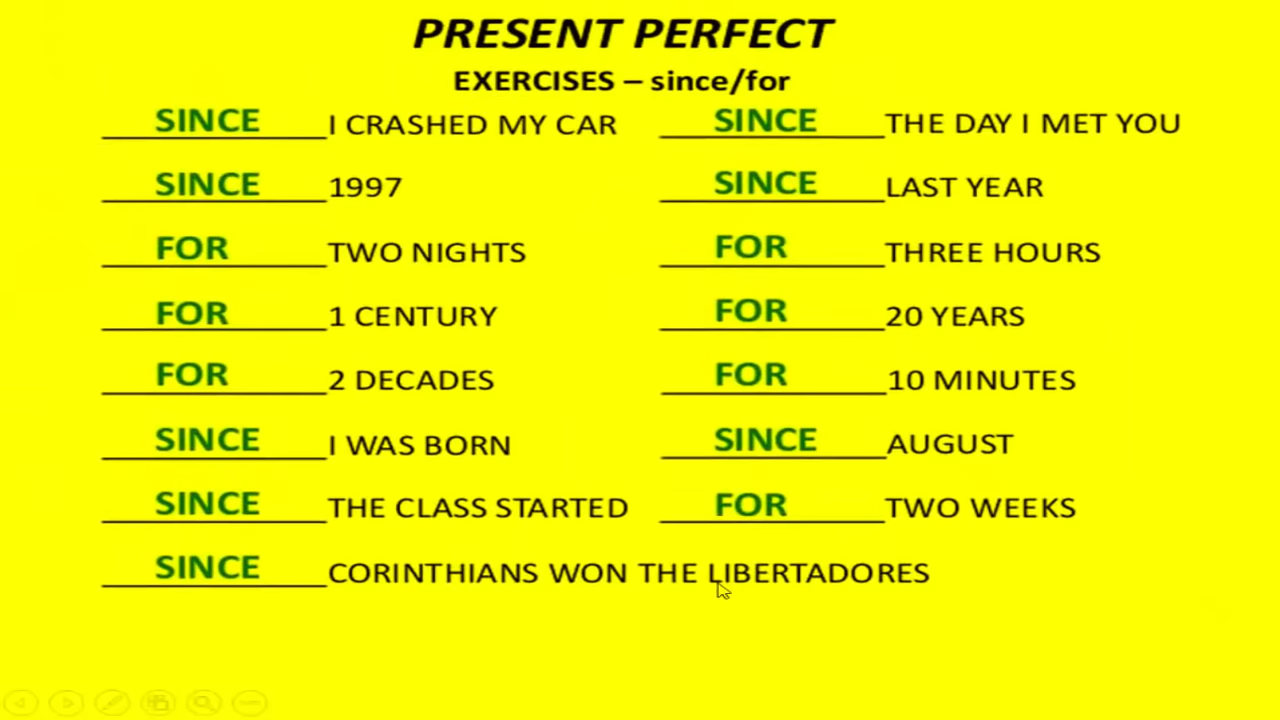 PRESENT PERFECT
EXERCISES – since/for
SINCE I CRASHED MY CAR SINCE THE DAY I MET YOU
SINCE 1997 SINCE LAST YEAR
FOR TWO NIGHTS FOR THREE HOURS
FOR 1 CENTURY FOR 20 YEARS
FOR 2 DECADES FOR 10 MINUTES
SINCE I WAS BORN SINCE AUGUST
SINCE THE CLASS STARTED FOR TWO WEEKS
SINCE CORINTHIANS WON THE LIBERTADORES